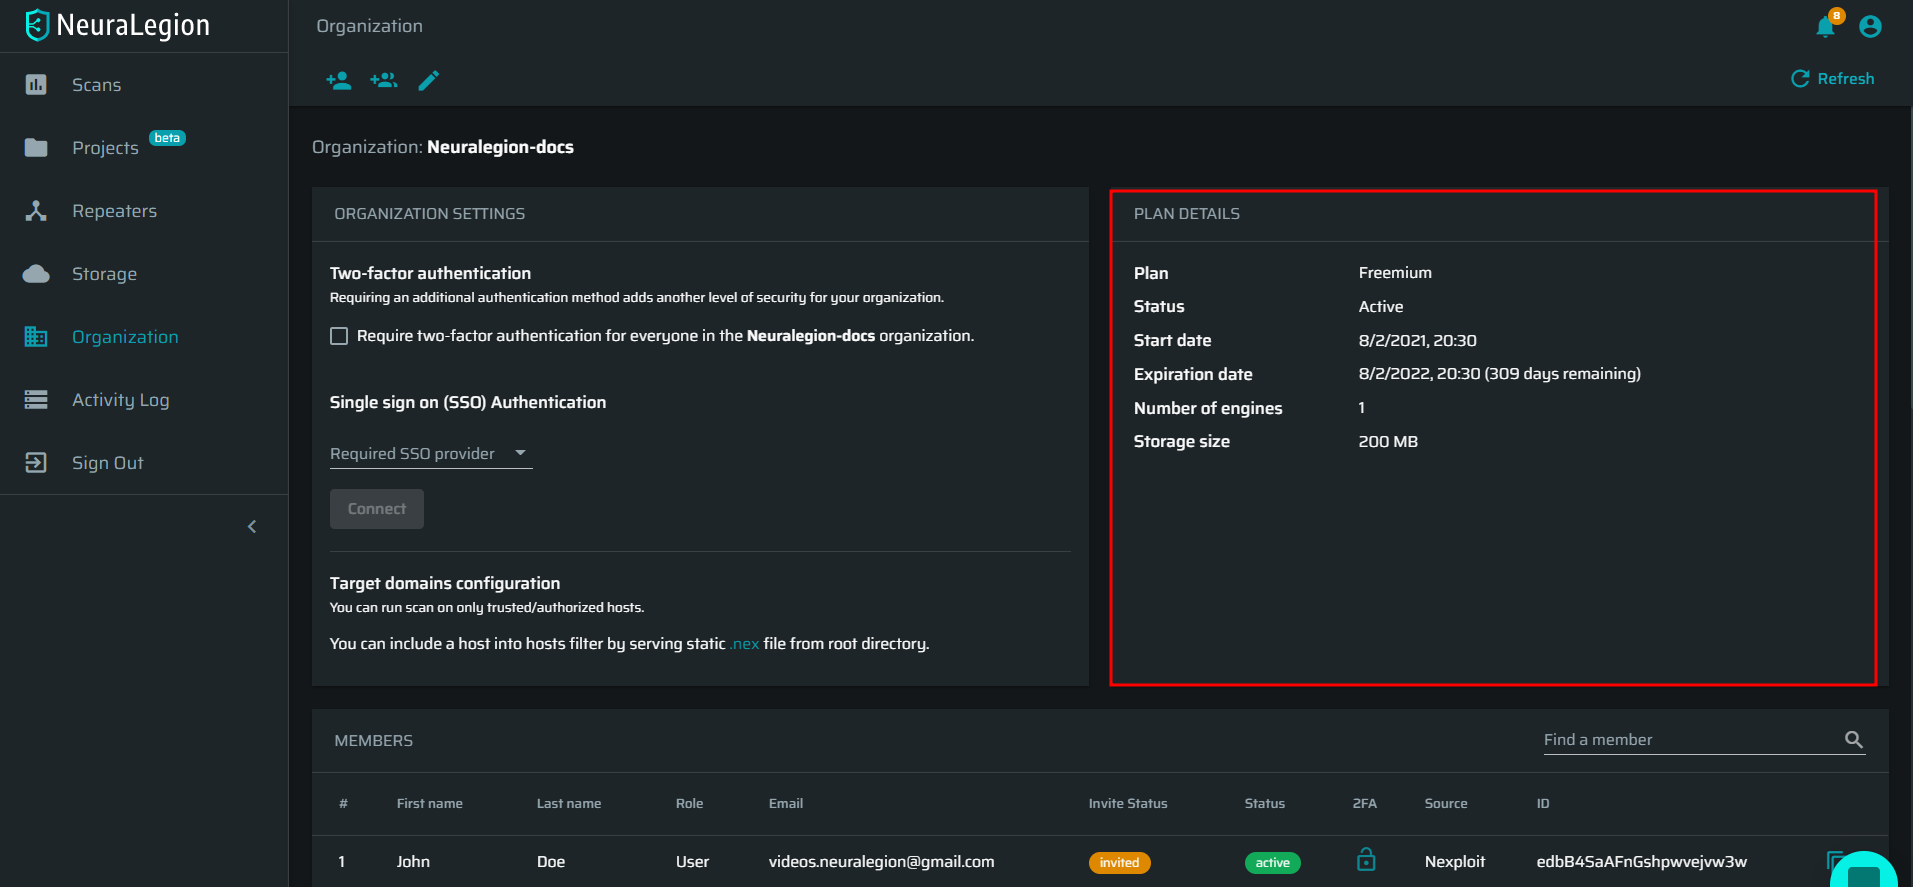 NeuraLegion
Scans
Projects beta
Repeaters
Storage
Organization
Activity Log
Sign Out
Organization
8
Refresh
Organization: Neuralegion-docs
ORGANIZATION SETTINGS
Two-factor authentication
Requiring an additional authentication method adds another level of security for your organization.
Require two-factor authentication for everyone in the Neuralegion-docs organization.
Single sign on (SSO) Authentication
Required SSO provider
Connect
Target domains configuration
You can run scan on only trusted/authorized hosts.
You can include a host into hosts filter by serving static .nex file from root directory.
PLAN DETAILS
Plan Freemium
Status Active
Start date 8/2/2021, 20:30
Expiration date 8/2/2022, 20:30 (309 days remaining)
Number of engines 1
Storage size 200 MB
MEMBERS
Find a member
# First name Last name Role Email Invite Status Status 2FA Source ID
1 John Doe User videos.neuralegion@gmail.com invited active Nexploit edbB4SaAFnGshpwvejvw3w